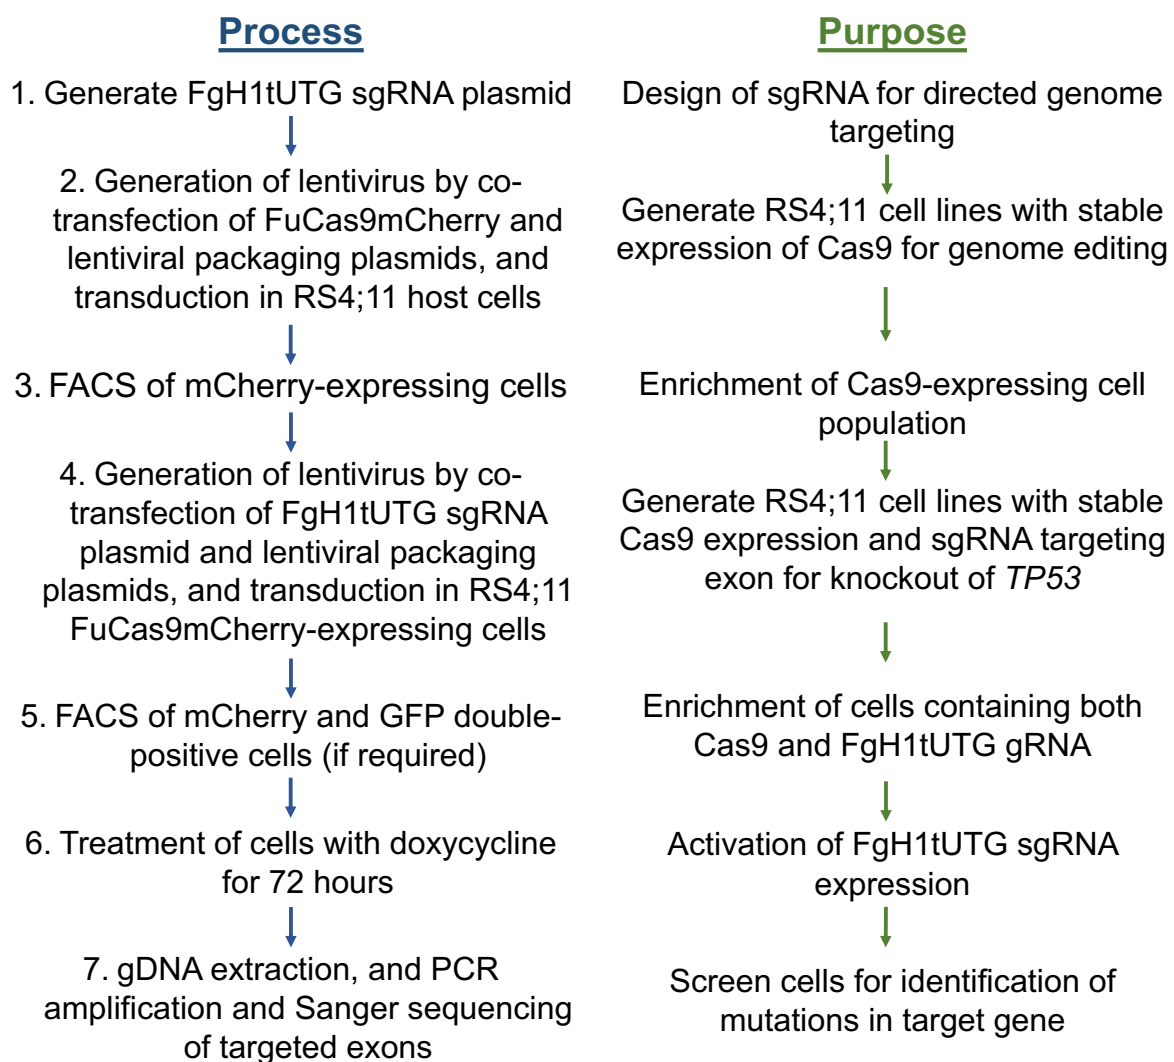 Process
1. Generate FgH1tUTG sgRNA plasmid
2. Generation of lentivirus by co-
transfection of FuCas9mCherry and
lentiviral packaging plasmids, and
transduction in RS4;11 host cells
3. FACS of mCherry-expressing cells
4. Generation of lentivirus by co-
transfection of FgH1tUTG sgRNA
plasmid and lentiviral packaging
plasmids, and transduction in RS4;11
FuCas9mCherry-expressing cells
5. FACS of mCherry and GFP double-
positive cells (if required)
6. Treatment of cells with doxycycline
for 72 hours
7. gDNA extraction, and PCR
amplification and Sanger sequencing
of targeted exons
Purpose
Design of sgRNA for directed genome
targeting
Generate RS4;11 cell lines with stable
expression of Cas9 for genome editing
Enrichment of Cas9-expressing cell
population
Generate RS4;11 cell lines with stable
Cas9 expression and sgRNA targeting
exon for knockout of TP53
Enrichment of cells containing both
Cas9 and FgH1tUTG gRNA
Activation of FgH1tUTG sgRNA
expression
Screen cells for identification of
mutations in target gene